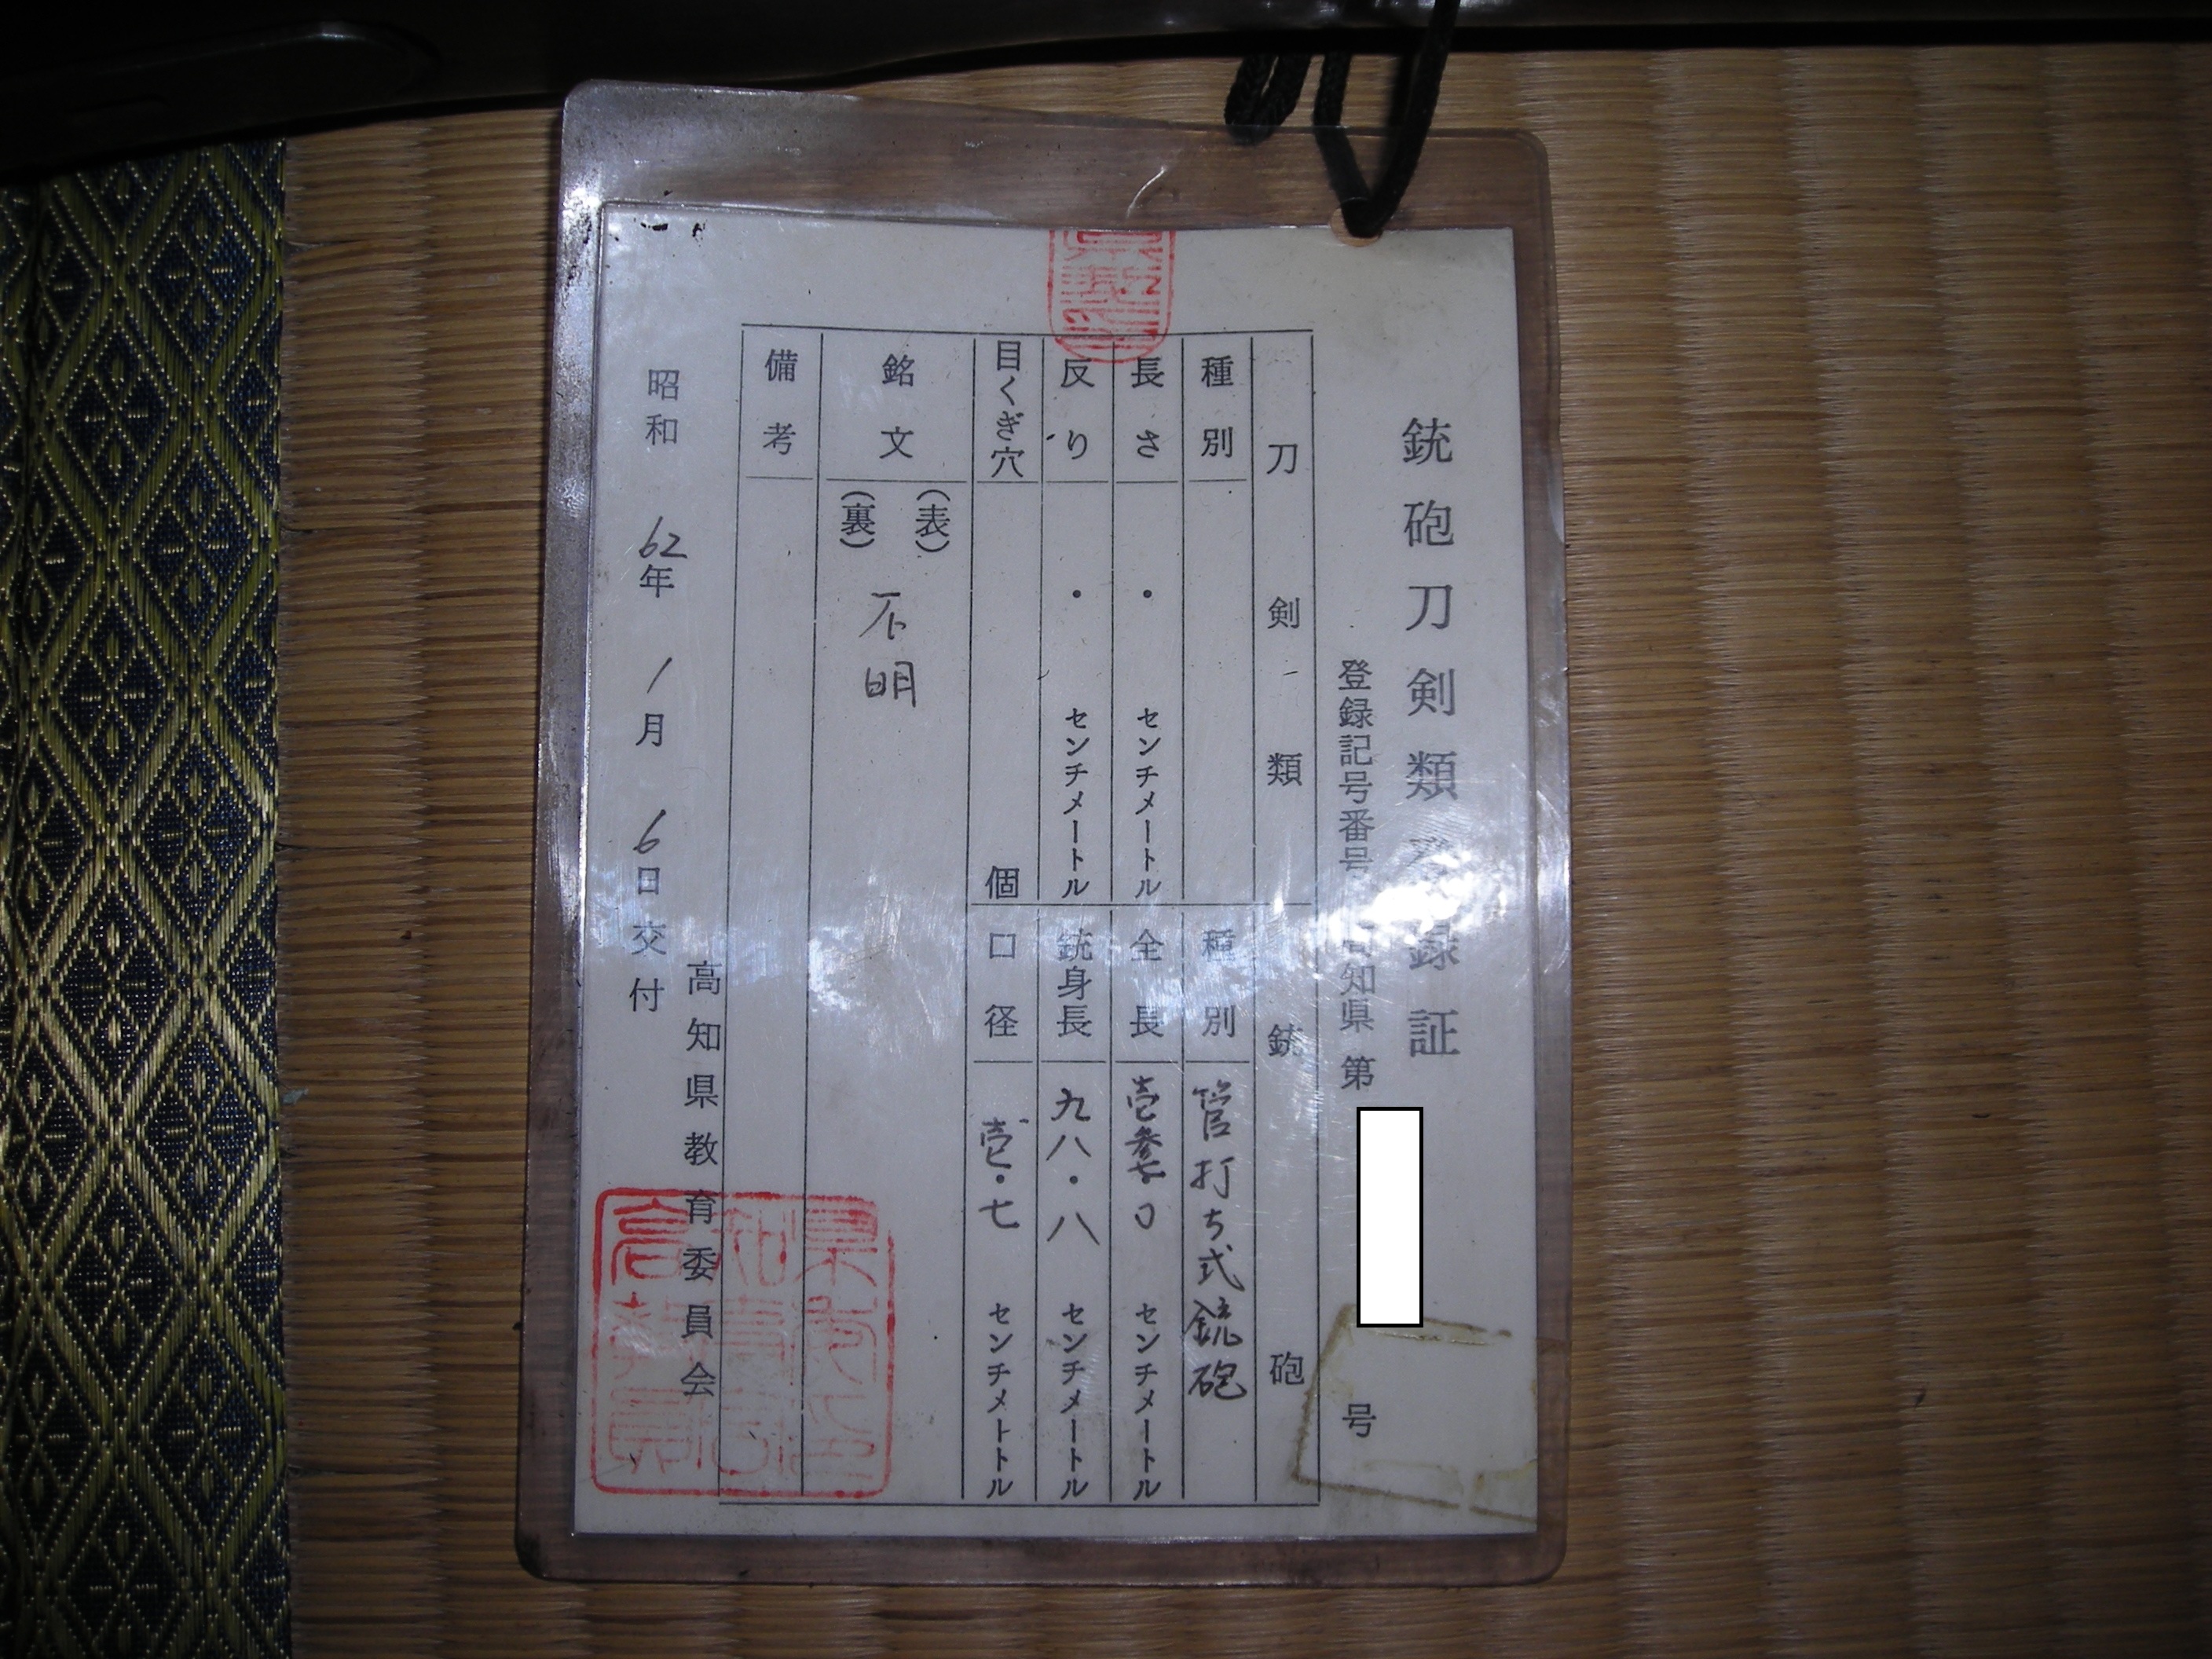 銃砲刀剣類登録証
登録記号番号 高知県 第 号
刀剣類
種別
長さ ・ センチメートル
反り ・ センチメートル
目くぎ穴 個
銃砲
種別 管打ち式銃砲
全長 センチメートル
銃身長 九八・八 センチメートル
口径 壱・七 センチメートル
銘文 (表)
(裏)
不明
備考
高知県教育委員会
昭和62年1月6日交付